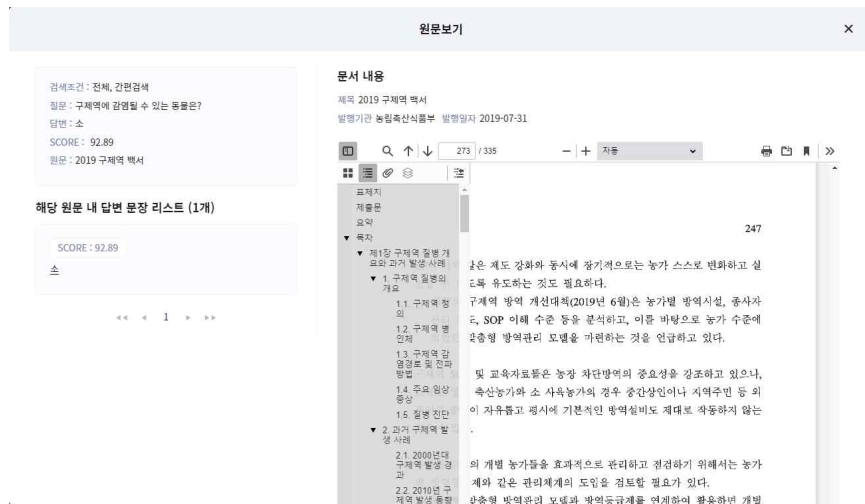 원문보기
×
검색조건 : 전체, 간편검색
질문 : 구제역에 감염될 수 있는 동물은?
답변 : 소
SCORE : 92.89
원문 : 2019 구제역 백서
해당 원문 내 답변 문장 리스트 (1개)
SCORE : 92.89
소
1
문서 내용
제목 2019 구제역 백서
발행기관 농림축산식품부 발행일자 2019-07-31
273 / 335
자동
표제지
제출문
요약
목차
제1장 구제역 질병 개
요와 과거 발생 사례
1. 구제역 질병의
개요
1.1. 구제역 정
의
1.2. 구제역 병
인체
1.3. 구제역 감
염경로 및 전파
방법
1.4. 주요 임상
증상
1.5. 질병 진단
2. 과거 구제역 발
생 사례
2.1. 2000년대
구제역 발생 경
과
2.2. 2010년 구
제역 발생 동향
247
같은 제도 강화와 동시에 장기적으로는 농가 스스로 변화하고 실
도록 유도하는 것도 필요하다.
구제역 방역 개선대책(2019년 6월)은 농가별 방역시설, 종사자
도, SOP 이해 수준 등을 분석하고, 이를 바탕으로 농가 수준에
맞춤형 방역관리 모델을 마련하는 것을 언급하고 있다.
및 교육자료들은 농장 차단방역의 중요성을 강조하고 있으나,
축산농가와 소 사육농가의 경우 중간상인이나 지역주민 등 외
이 자유롭고 평시에 기본적인 방역설비도 제대로 작동하지 않는
의 개별 농가들을 효과적으로 관리하고 점검하기 위해서는 농가
제와 같은 관리체계의 도입을 검토할 필요가 있다.
맞춤형 방역관리 모델과 방역등급제를 연계하여 활용하면 개별